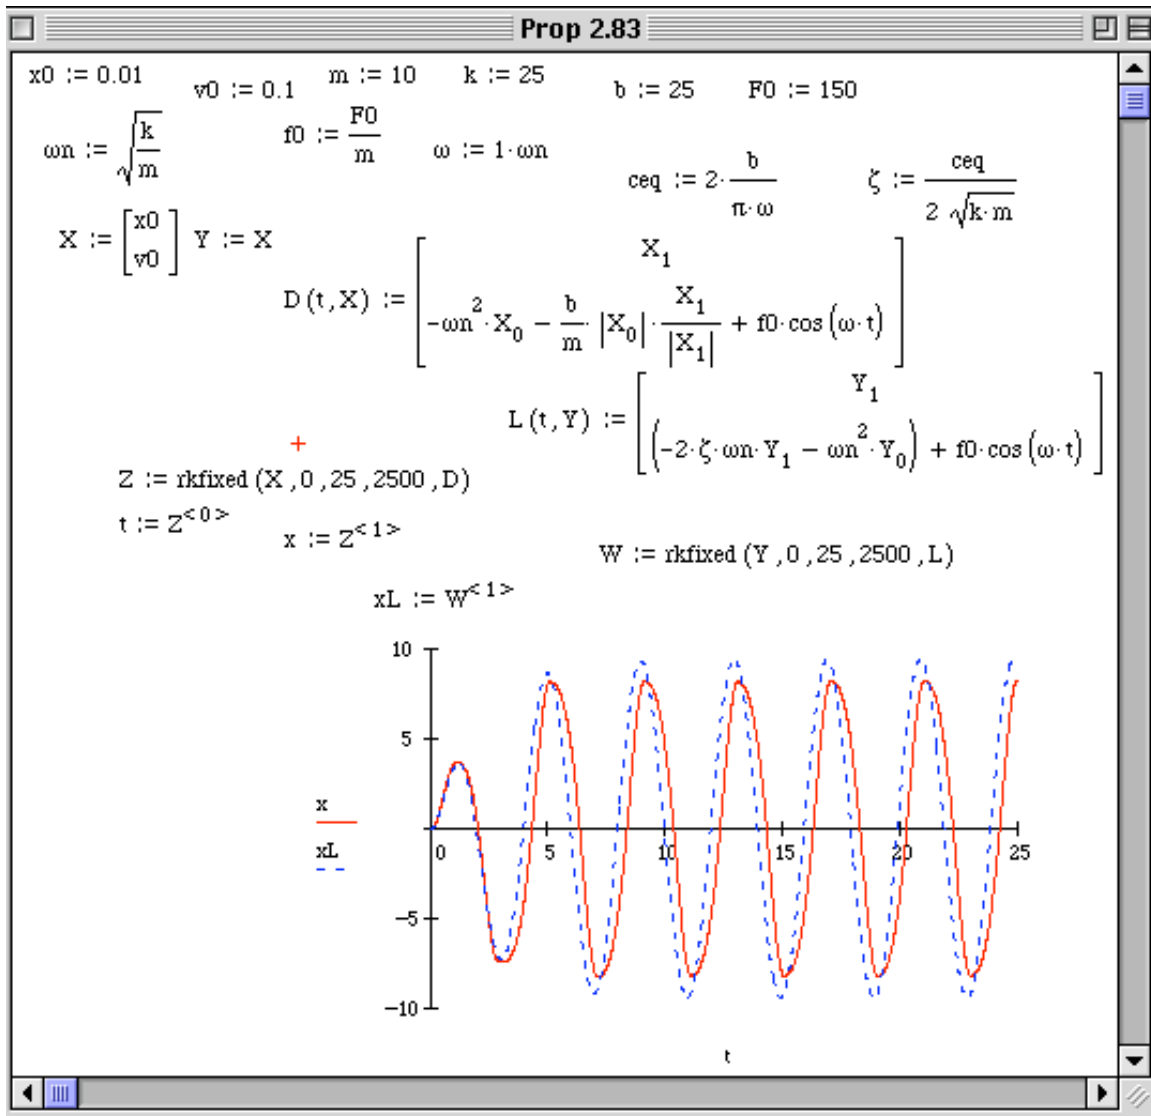 Prop 2.83
x0 := 0.01 v0 := 0.1 m := 10 k := 25 b := 25 F0 := 150
ωn := √(k/m) f0 := F0/m ω := 1·ωn ceq := 2·b/(π·ω) ζ := ceq/(2 √(k·m))
X := [x0 v0] Y := X
D(t,X) := [X₁ -ωn²·X₀ − b/m·|X₀|·X₁/|X₁| + f0·cos(ω·t)]
L(t,Y) := [Y₁ (-2·ζ·ωn·Y₁ − ωn²·Y₀) + f0·cos(ω·t)]
+
Z := rkfixed(X,0,25,2500,D)
t := Z<0> x := Z<1>
W := rkfixed(Y,0,25,2500,L)
xL := W<1>
10
5
x
xL
0 5 10 15 20 25
−5
−10
t